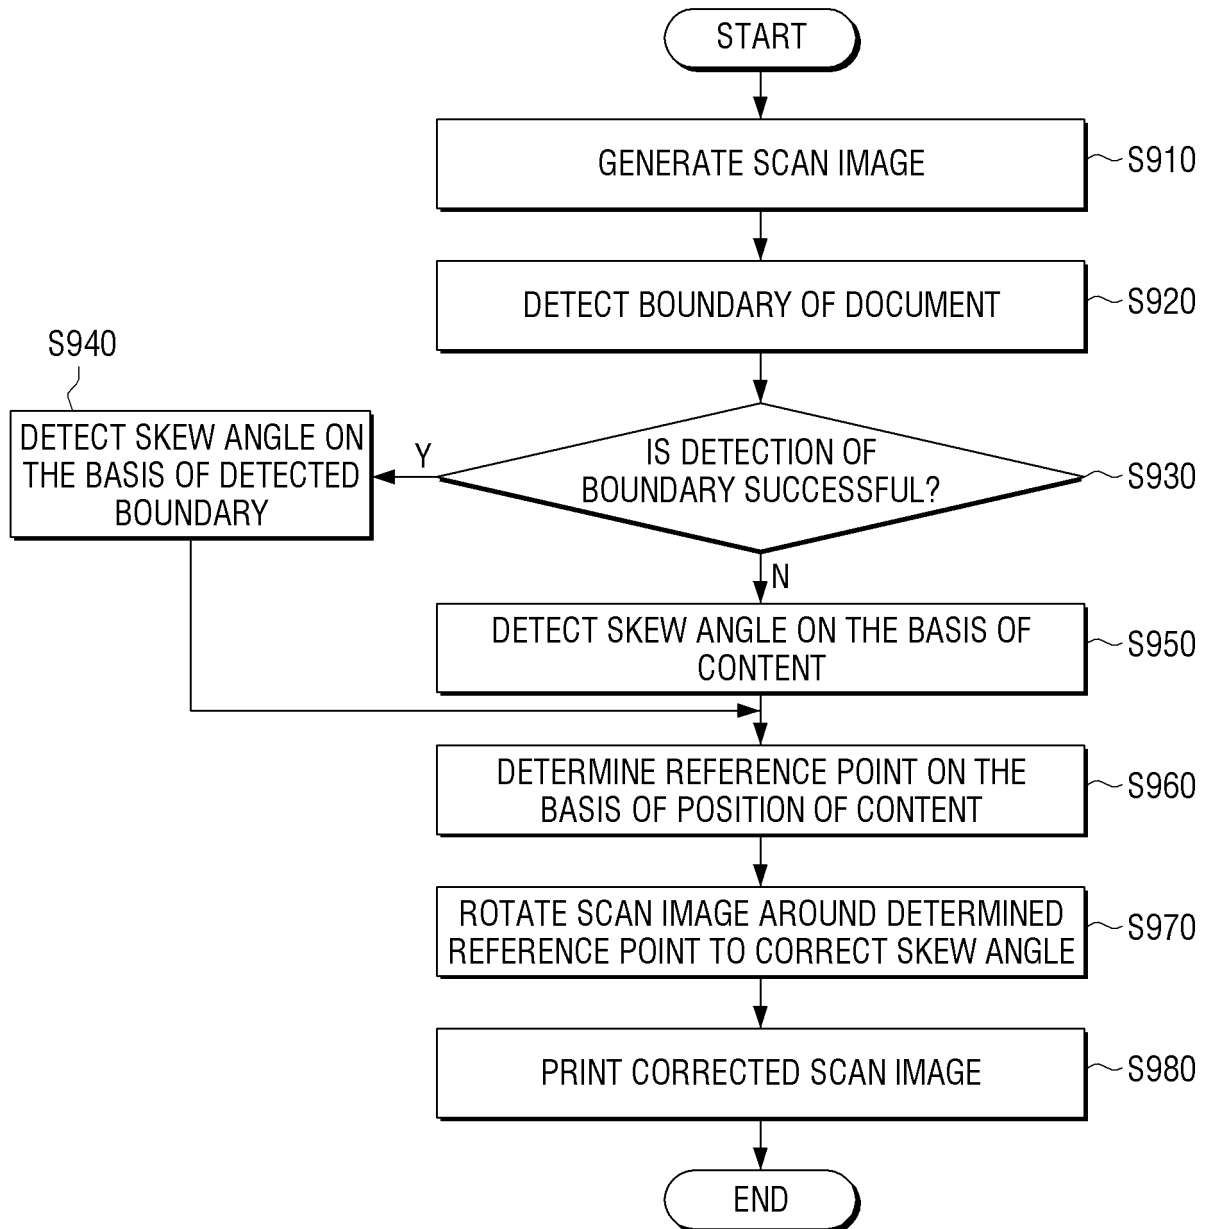 START
GENERATE SCAN IMAGE
S910
DETECT BOUNDARY OF DOCUMENT
S920
S940
DETECT SKEW ANGLE ON
THE BASIS OF DETECTED
BOUNDARY
Y
IS DETECTION OF
BOUNDARY SUCCESSFUL?
S930
N
DETECT SKEW ANGLE ON THE BASIS OF
CONTENT
S950
DETERMINE REFERENCE POINT ON THE
BASIS OF POSITION OF CONTENT
S960
ROTATE SCAN IMAGE AROUND DETERMINED
REFERENCE POINT TO CORRECT SKEW ANGLE
S970
PRINT CORRECTED SCAN IMAGE
S980
END